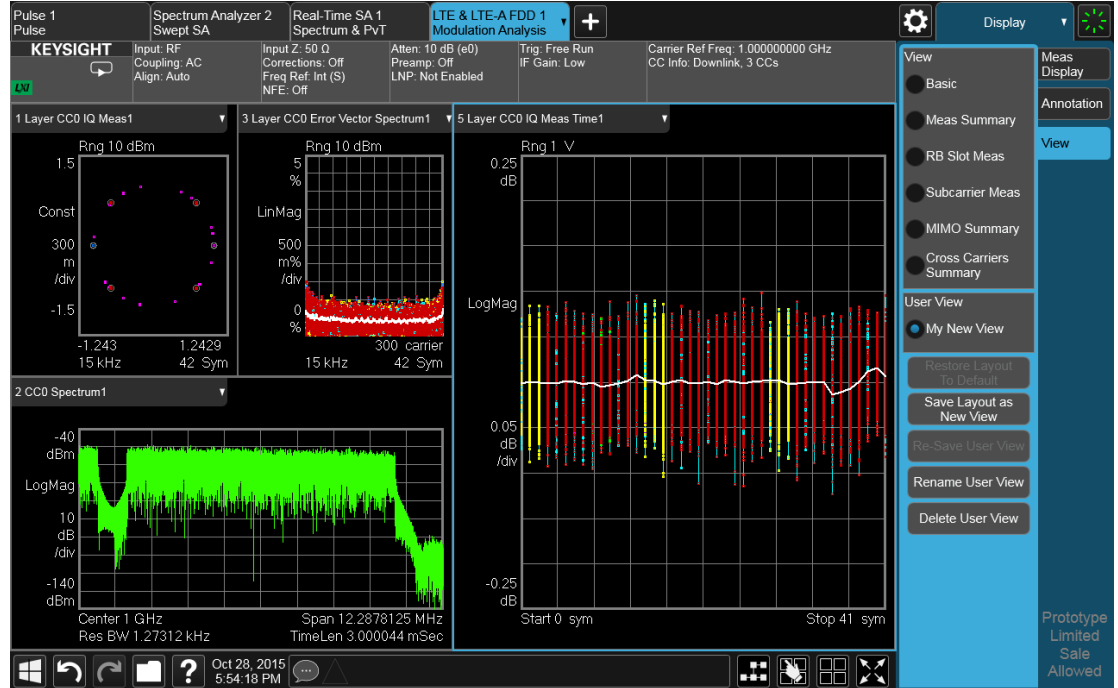 Pulse 1
Pulse
Spectrum Analyzer 2
Swept SA
Real-Time SA 1
Spectrum & PvT
LTE & LTE-A FDD 1
Modulation Analysis
Display
KEYSIGHT
LXI
Input: RF
Coupling: AC
Align: Auto
Input Z: 50 Ω
Corrections: Off
Freq Ref: Int (S)
NFE: Off
Atten: 10 dB (e0)
Preamp: Off
LNP: Not Enabled
Trig: Free Run
IF Gain: Low
Carrier Ref Freq: 1.000000000 GHz
CC Info: Downlink, 3 CCs
1 Layer CC0 IQ Meas1
Rng 10 dBm
1.5
Const
300
m
/div
-1.5
-1.243
1.2429
15 kHz
42 Sym
3 Layer CC0 Error Vector Spectrum1
Rng 10 dBm
5
%
LinMag
500
m%
/div
0
%
300 carrier
15 kHz
42 Sym
5 Layer CC0 IQ Meas Time1
Rng 1 V
0.25
dB
LogMag
0.05
dB
/div
-0.25
dB
Start 0 sym
Stop 41 sym
2 CC0 Spectrum1
-40
dBm
LogMag
10
dB
/div
-140
dBm
Center 1 GHz
Span 12.2878125 MHz
Res BW 1.27312 kHz
TimeLen 3.000044 mSec
View
Basic
Meas Summary
RB Slot Meas
Subcarrier Meas
MIMO Summary
Cross Carriers
Summary
User View
My New View
Restore Layout
To Default
Save Layout as
New View
Re-Save User View
Rename User View
Delete User View
Meas
Display
Annotation
View
Prototype
Limited
Sale
Allowed
?
Oct 28, 2015
5:54:18 PM